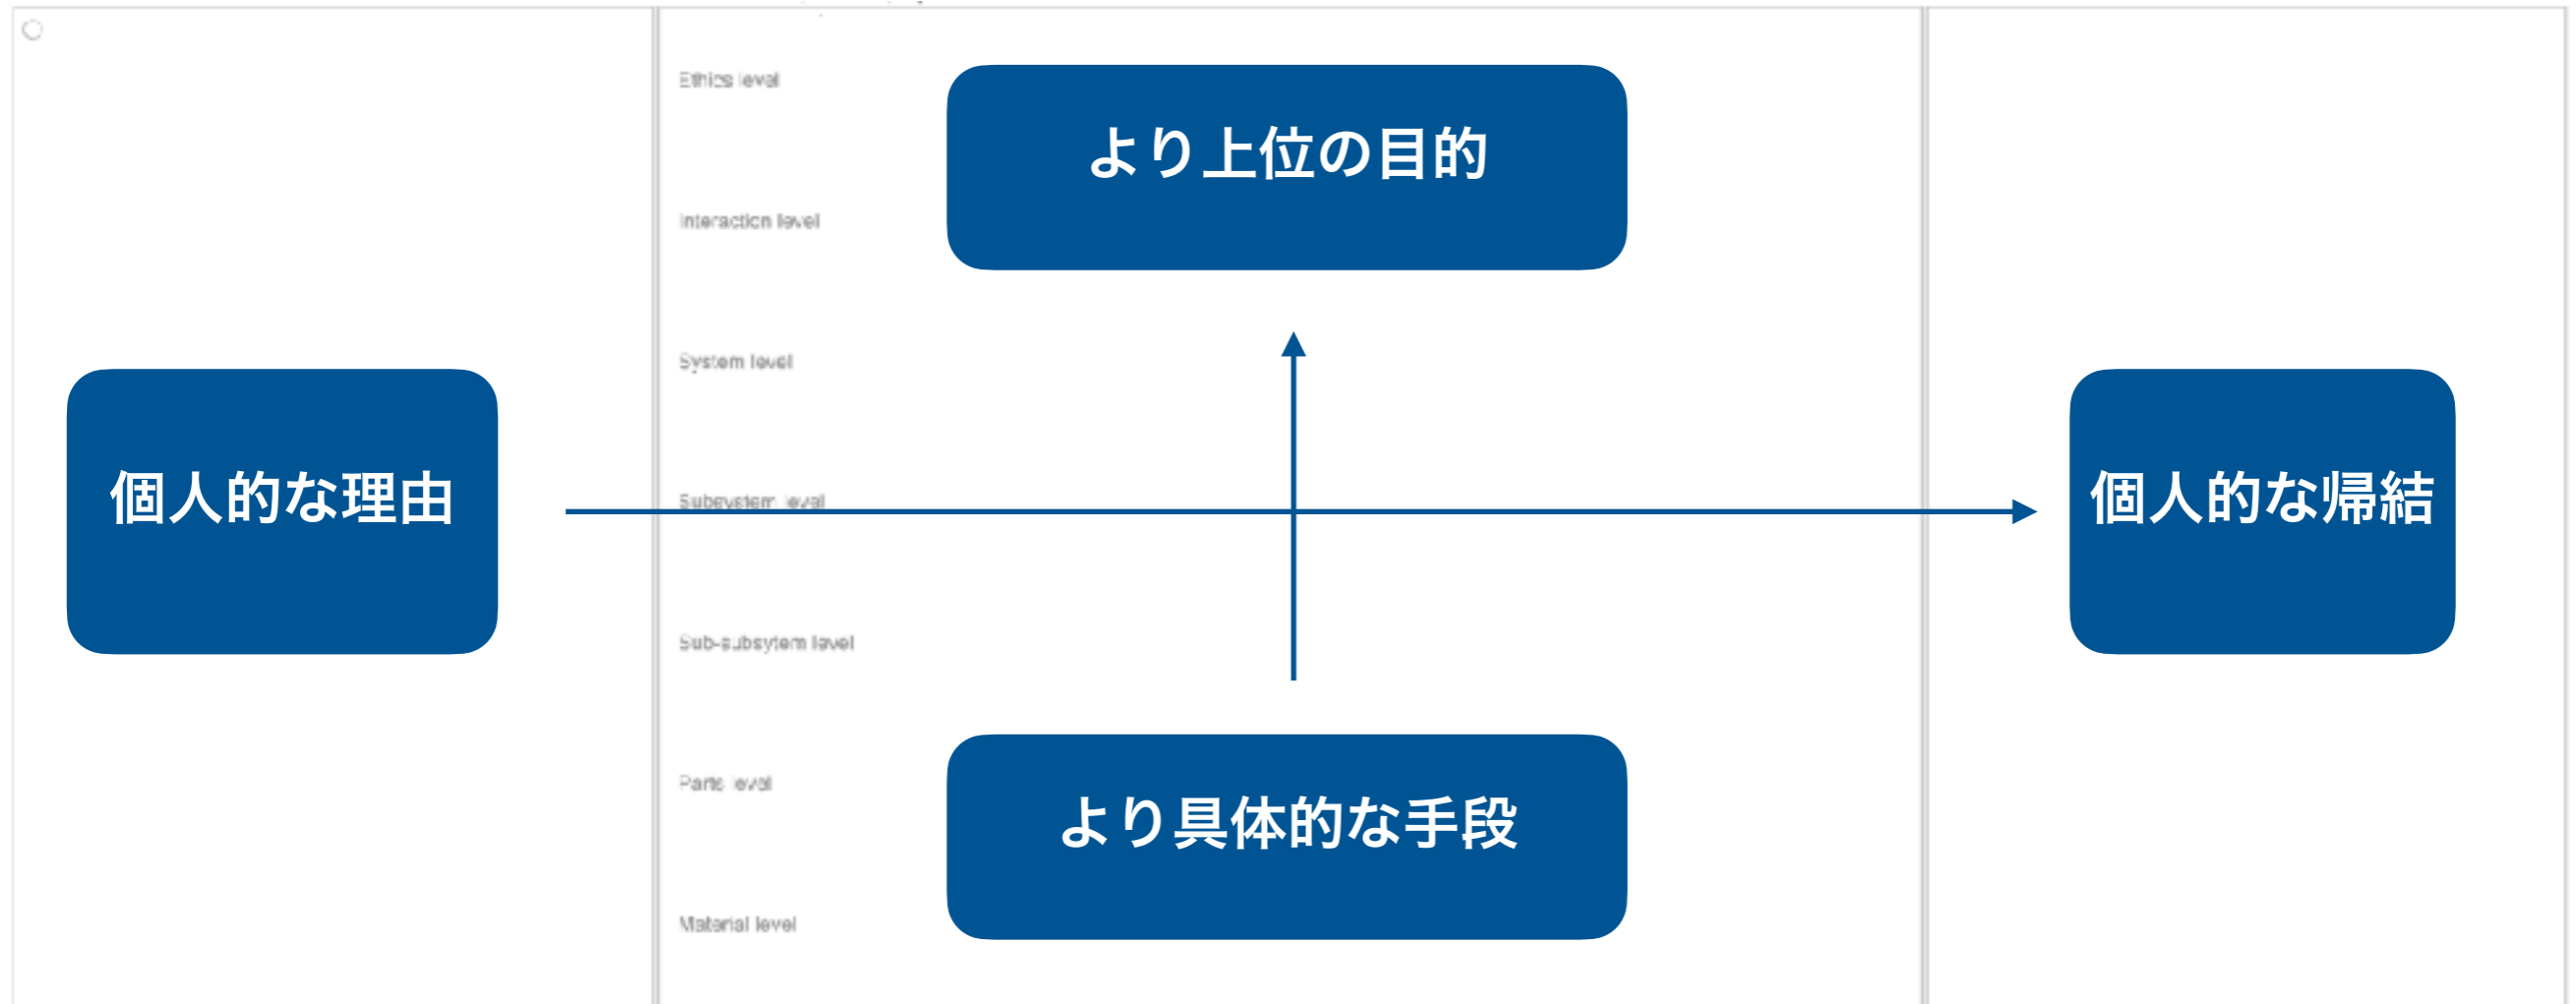 Ethics level
より上位の目的
Interaction level
System level
個人的な理由
個人的な帰結
Subsystem level
Sub-subsytem level
Parts level
より具体的な手段
Material level